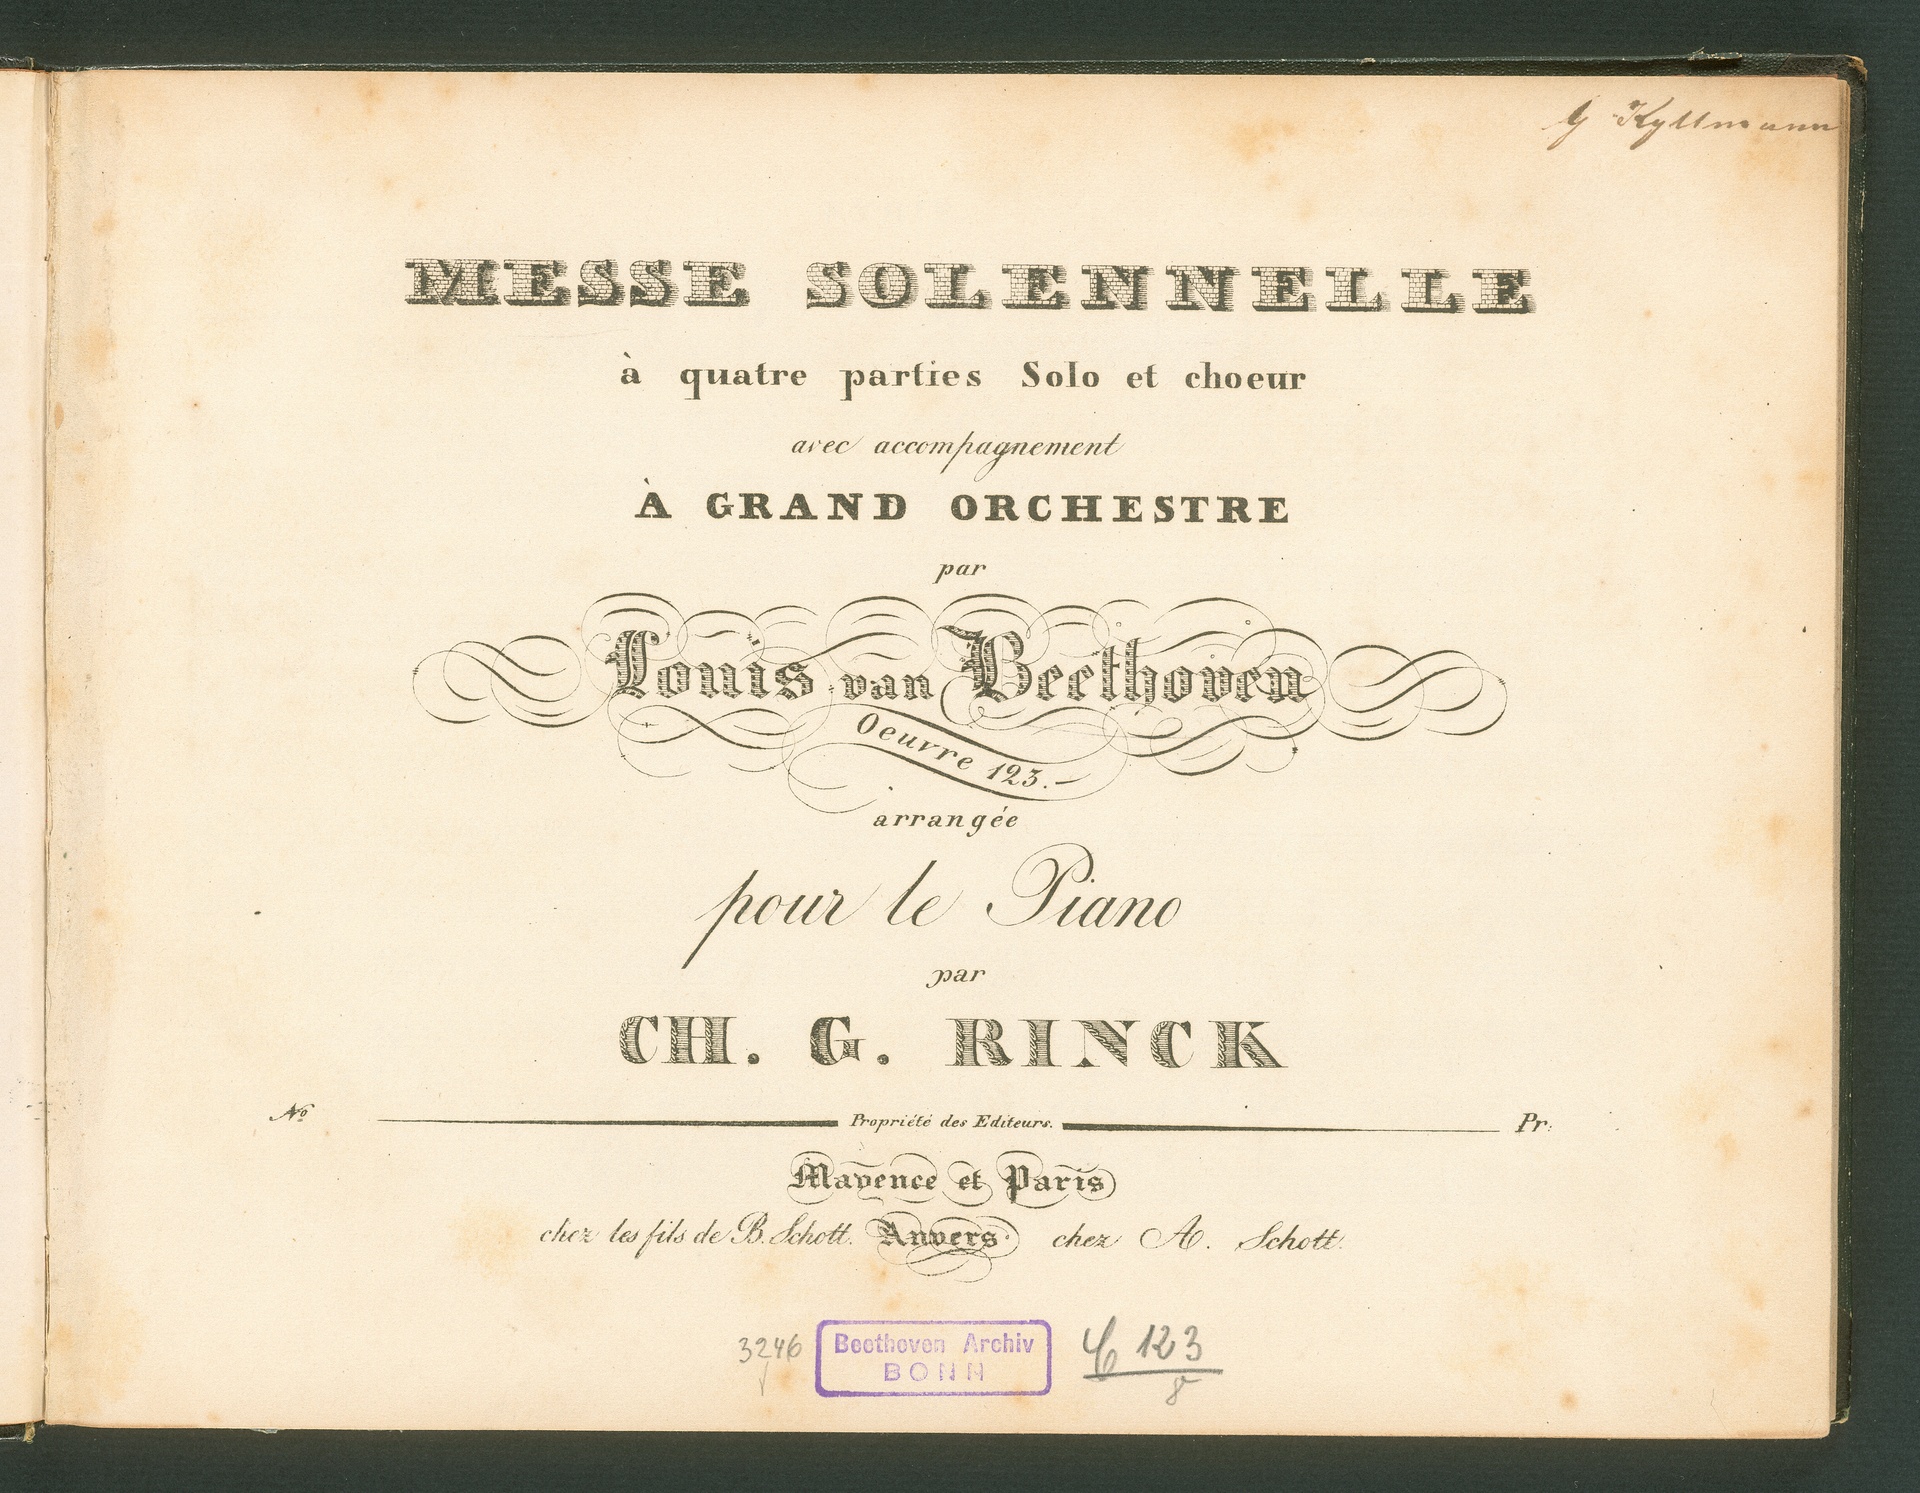 G Kyllmann
MESSE SOLENNELLE
à quatre parties Solo et choeur
avec accompagnement
À GRAND ORCHESTRE
par
Louis van Beethoven
Oeuvre 123.
arrangée
pour le Piano
par
CH. G. RINCK
No. Propriété des Editeurs. Pr:
Mayence et Paris
chez les fils de B. Schott. Anvers chez A. Schott.
3246 Beethoven Archiv C 123
BONN 8